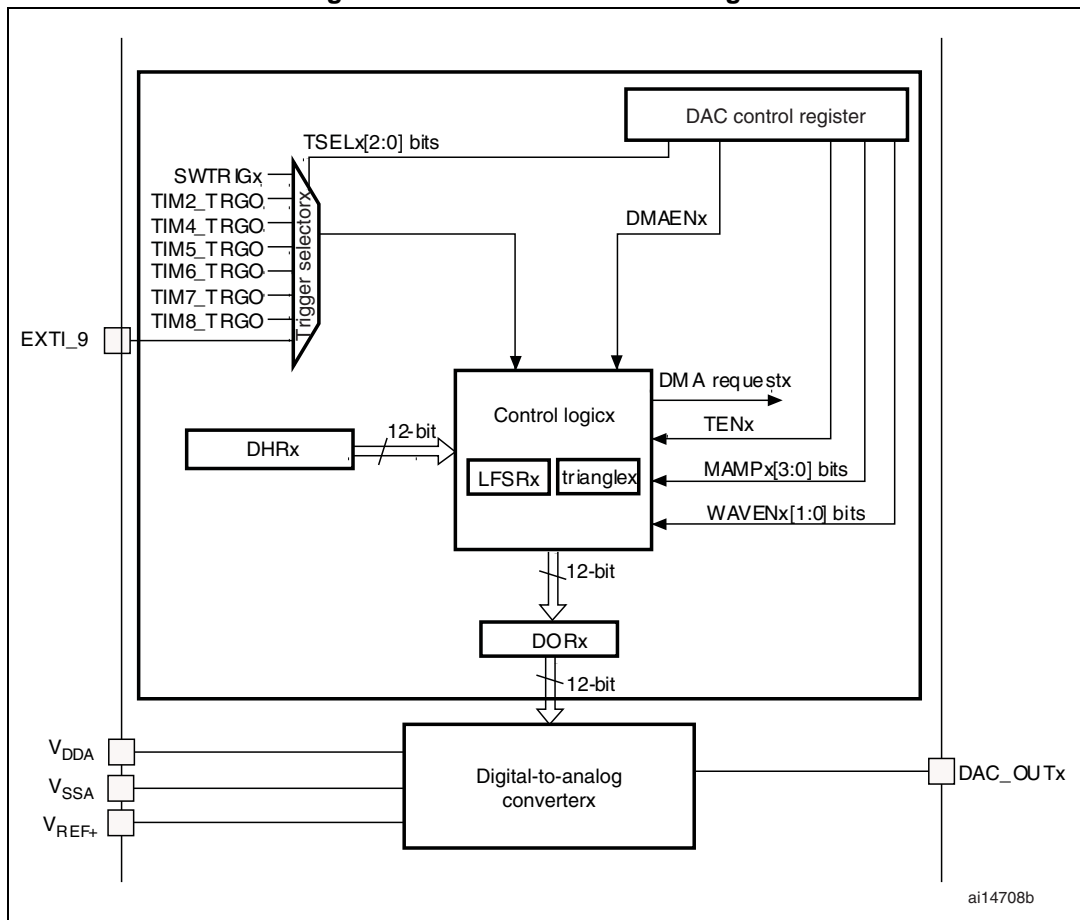 DAC control register
TSELx[2:0] bits
SWTRIGx
TIM2_TRGO
TIM4_TRGO
TIM5_TRGO
TIM6_TRGO
TIM7_TRGO
TIM8_TRGO
EXTI_9
Trigger selectorx
DMAENx
DMA requestx
Control logicx
TENx
DHRx
12-bit
LFSRx
trianglex
MAMPx[3:0] bits
WAVENx[1:0] bits
12-bit
DORx
12-bit
VDDA
VSSA
VREF+
Digital-to-analog
converterx
DAC_OUTx
ai14708b